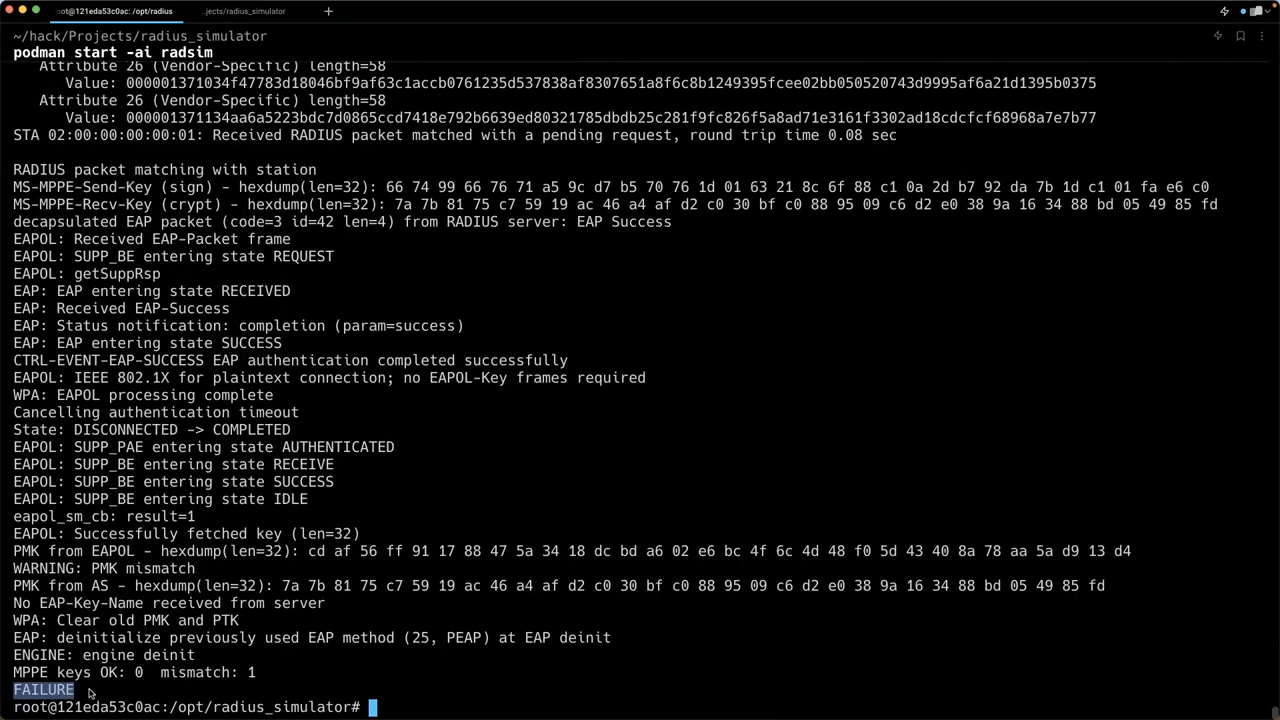 root@121eda53c0ac: /opt/radius
..jects/radius_simulator
+
~/hack/Projects/radius_simulator
podman start -ai radsim
Attribute 26 (Vendor-Specific) length=58
Value: 000001371034f47783d18046bf9af63c1accb0761235d537838af8307651a8f6c8b1249395fcee02bb050520743d9995af6a21d1395b0375
Attribute 26 (Vendor-Specific) length=58
Value: 000001371134aa6a5223bdc7d0865ccd7418e792b6639ed80321785dbdb25c281f9fc826f5a8ad71e3161f3302ad18cdcfcf68968a7e7b77
STA 02:00:00:00:00:01: Received RADIUS packet matched with a pending request, round trip time 0.08 sec
RADIUS packet matching with station
MS-MPPE-Send-Key (sign) - hexdump(len=32): 66 74 99 66 76 71 a5 9c d7 b5 70 76 1d 01 63 21 8c 6f 88 c1 0a 2d b7 92 da 7b 1d c1 01 fa e6 c0
MS-MPPE-Recv-Key (crypt) - hexdump(len=32): 7a 7b 81 75 c7 59 19 ac 46 a4 af d2 c0 30 bf c0 88 95 09 c6 d2 e0 38 9a 16 34 88 bd 05 49 85 fd
decapsulated EAP packet (code=3 id=42 len=4) from RADIUS server: EAP Success
EAPOL: Received EAP-Packet frame
EAPOL: SUPP_BE entering state REQUEST
EAPOL: getSuppRsp
EAP: EAP entering state RECEIVED
EAP: Received EAP-Success
EAP: Status notification: completion (param=success)
EAP: EAP entering state SUCCESS
CTRL-EVENT-EAP-SUCCESS EAP authentication completed successfully
EAPOL: IEEE 802.1X for plaintext connection; no EAPOL-Key frames required
WPA: EAPOL processing complete
Cancelling authentication timeout
State: DISCONNECTED -> COMPLETED
EAPOL: SUPP_PAE entering state AUTHENTICATED
EAPOL: SUPP_BE entering state RECEIVE
EAPOL: SUPP_BE entering state SUCCESS
EAPOL: SUPP_BE entering state IDLE
eapol_sm_cb: result=1
EAPOL: Successfully fetched key (len=32)
PMK from EAPOL - hexdump(len=32): cd af 56 ff 91 17 88 47 5a 34 18 dc bd a6 02 e6 bc 4f 6c 4d 48 f0 5d 43 40 8a 78 aa 5a d9 13 d4
WARNING: PMK mismatch
PMK from AS - hexdump(len=32): 7a 7b 81 75 c7 59 19 ac 46 a4 af d2 c0 30 bf c0 88 95 09 c6 d2 e0 38 9a 16 34 88 bd 05 49 85 fd
No EAP-Key-Name received from server
WPA: Clear old PMK and PTK
EAP: deinitialize previously used EAP method (25, PEAP) at EAP deinit
ENGINE: engine deinit
MPPE keys OK: 0  mismatch: 1
FAILURE
root@121eda53c0ac:/opt/radius_simulator#